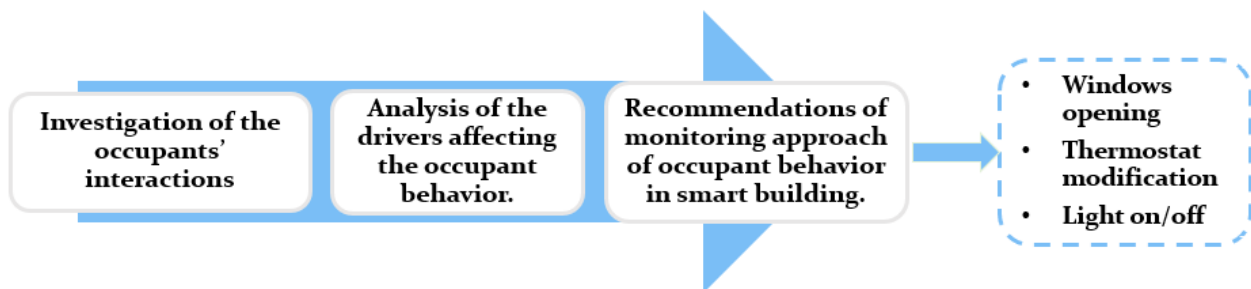 Investigation of the
occupants'
interactions
Analysis of the
drivers affecting
the occupant
behavior.
Recommendations of
monitoring approach
of occupant behavior
in smart building.
• Windows
opening
• Thermostat
modification
• Light on/off